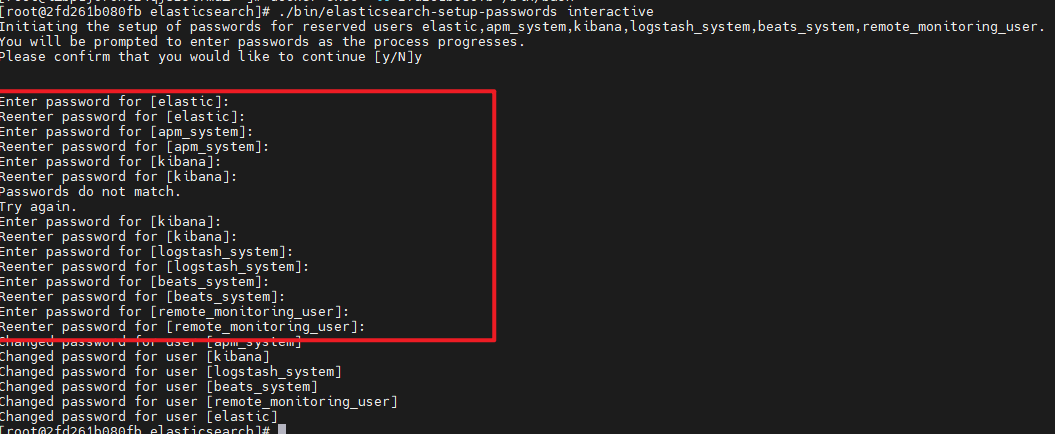 [root@2fd261b080fb elasticsearch]# ./bin/elasticsearch-setup-passwords interactive
Initiating the setup of passwords for reserved users elastic,apm_system,kibana,logstash_system,beats_system,remote_monitoring_user.
You will be prompted to enter passwords as the process progresses.
Please confirm that you would like to continue [y/N]y
Enter password for [elastic]:
Reenter password for [elastic]:
Enter password for [apm_system]:
Reenter password for [apm_system]:
Enter password for [kibana]:
Reenter password for [kibana]:
Passwords do not match.
Try again.
Enter password for [kibana]:
Reenter password for [kibana]:
Enter password for [logstash_system]:
Reenter password for [logstash_system]:
Enter password for [beats_system]:
Reenter password for [beats_system]:
Enter password for [remote_monitoring_user]:
Reenter password for [remote_monitoring_user]:
Changed password for user [apm_system]
Changed password for user [kibana]
Changed password for user [logstash_system]
Changed password for user [beats_system]
Changed password for user [remote_monitoring_user]
Changed password for user [elastic]
[root@2fd261b080fb elasticsearch]#